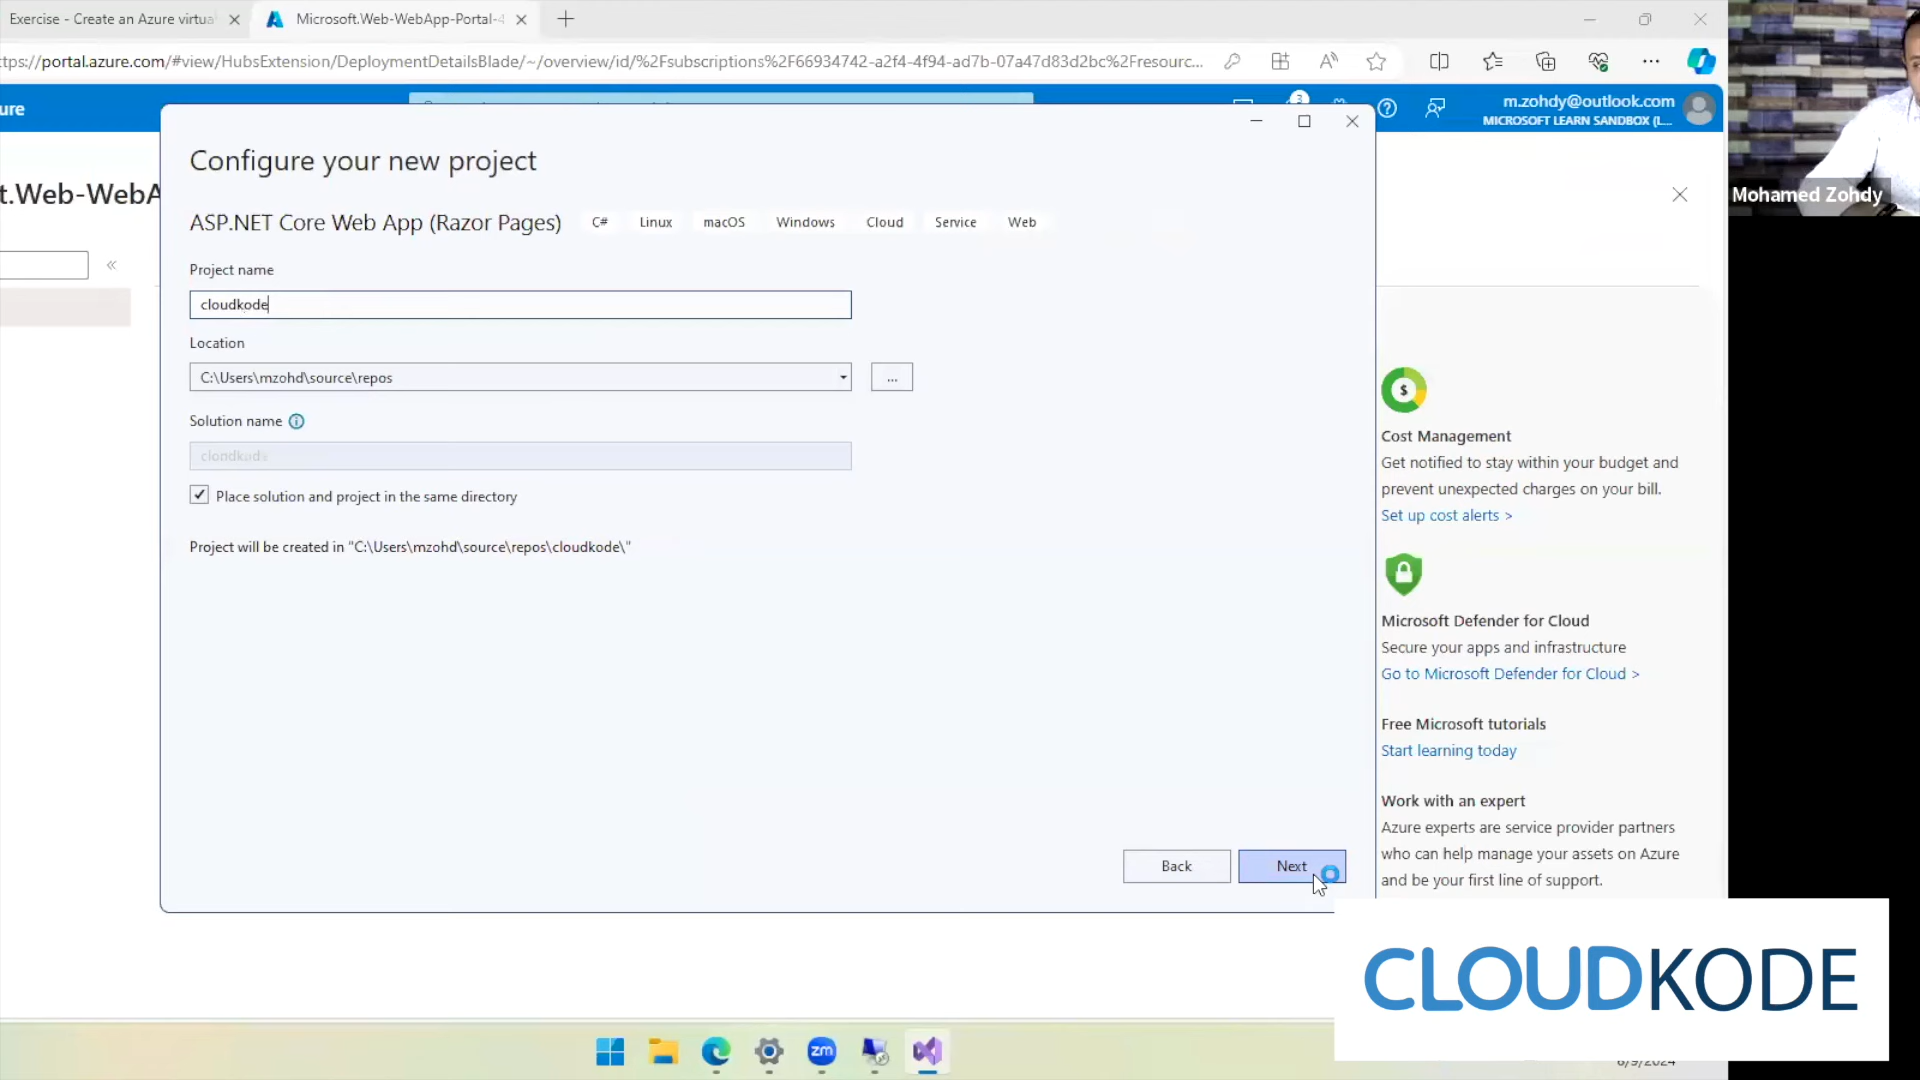 Exercise - Create an Azure virtua
Microsoft.Web-WebApp-Portal-
tps://portal.azure.com/#view/HubsExtension/DeploymentDetailsBlade/~/overview/id/%2Fsubscriptions%2F66934742-a2f4-4f94-ad7b-07a47d83d2bc%2Fresourc...
ure
3
m.zohdy@outlook.com
MICROSOFT LEARN SANDBOX (L...
t.Web-WebA
Mohamed Zohdy
Configure your new project
ASP.NET Core Web App (Razor Pages)
C#
Linux
macOS
Windows
Cloud
Service
Web
Project name
cloudkode
Location
C:\Users\mzohd\source\repos
...
Solution name
Place solution and project in the same directory
Project will be created in "C:\Users\mzohd\source\repos\cloudkode\"
Back
Next
Cost Management
Get notified to stay within your budget and
prevent unexpected charges on your bill.
Set up cost alerts >
Microsoft Defender for Cloud
Secure your apps and infrastructure
Go to Microsoft Defender for Cloud >
Free Microsoft tutorials
Start learning today
Work with an expert
Azure experts are service provider partners
who can help manage your assets on Azure
and be your first line of support.
CLOUDKODE
zm
6/9/2024